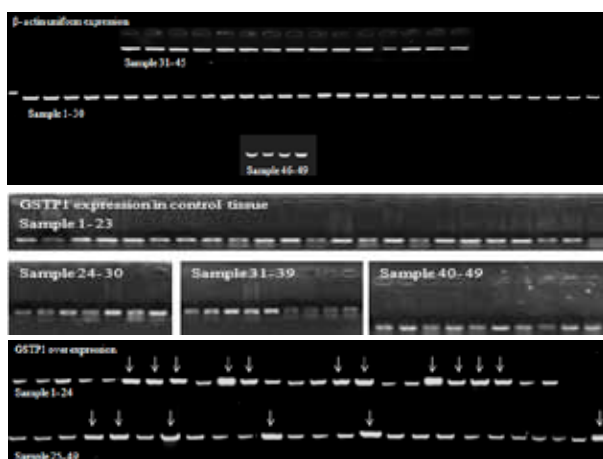 β-actin uniform expression
Sample 31-45
Sample 1-30
Sample 46-49
GSTP1 expression in control tissue
Sample 1-23
Sample 24-30
Sample 31-39
Sample 40-49
GSTP1 over expression
Sample 1-24
Sample 25-49